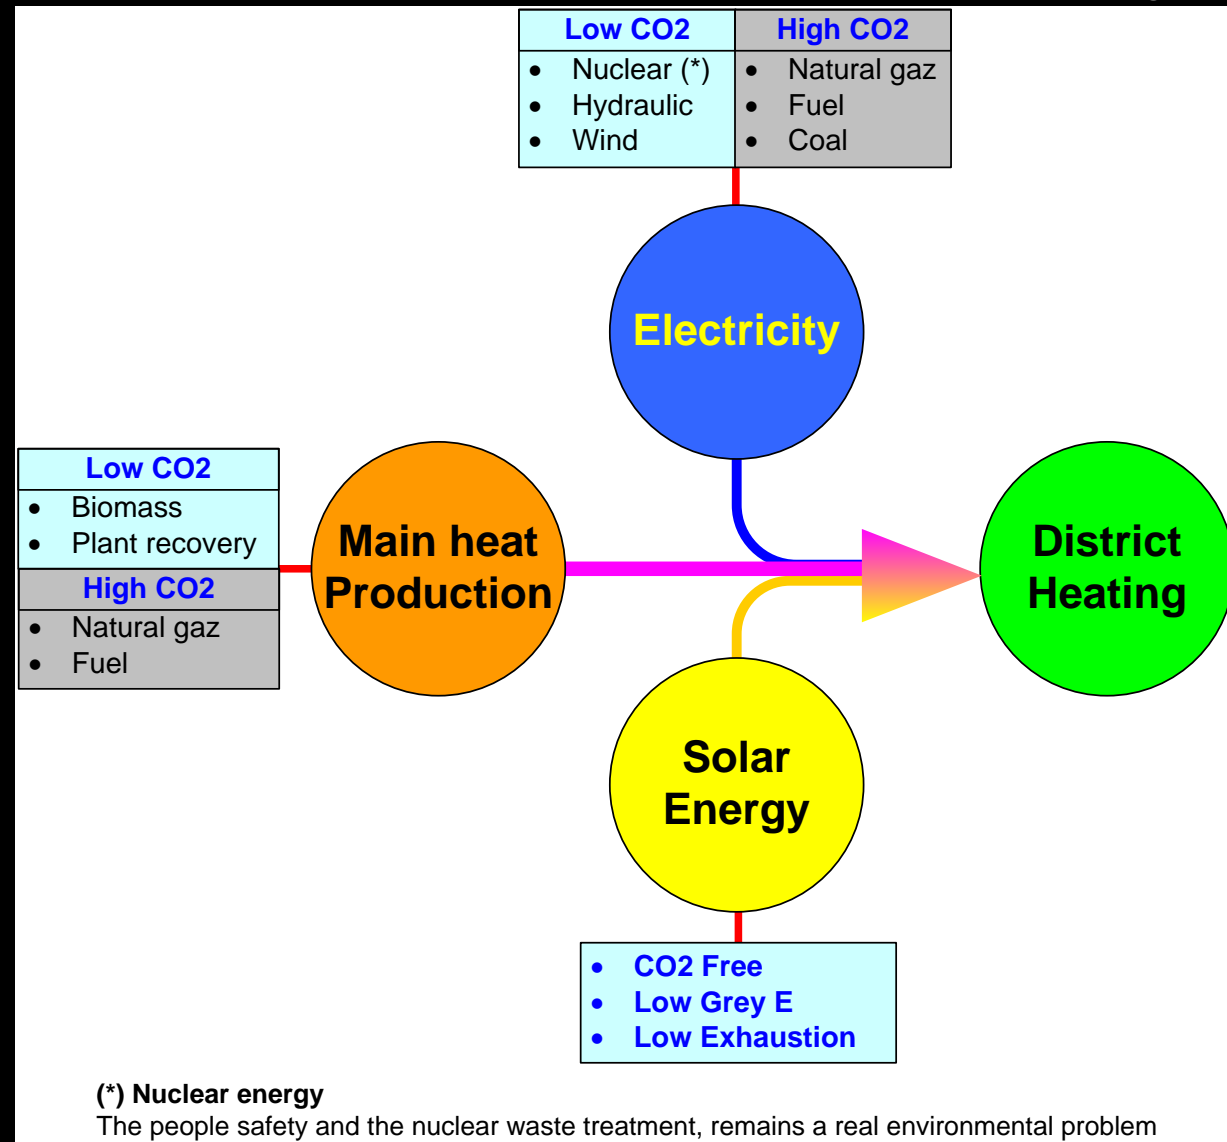 Low CO2
High CO2
• Nuclear (*)
• Natural gaz
• Hydraulic
• Fuel
• Wind
• Coal
Electricity
Low CO2
• Biomass
• Plant recovery
High CO2
• Natural gaz
• Fuel
Main heat
Production
District
Heating
Solar
Energy
• CO2 Free
• Low Grey E
• Low Exhaustion
(*) Nuclear energy
The people safety and the nuclear waste treatment, remains a real environmental problem